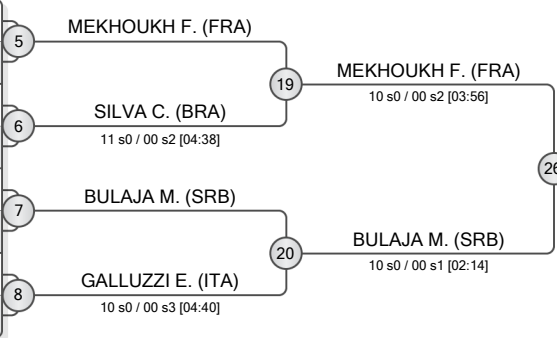 5
MEKHOUKH F. (FRA)
19
MEKHOUKH F. (FRA)
10 s0 / 00 s2 [03:56]
6
SILVA C. (BRA)
11 s0 / 00 s2 [04:38]
26
7
BULAJA M. (SRB)
20
BULAJA M. (SRB)
10 s0 / 00 s1 [02:14]
8
GALLUZZI E. (ITA)
10 s0 / 00 s3 [04:40]